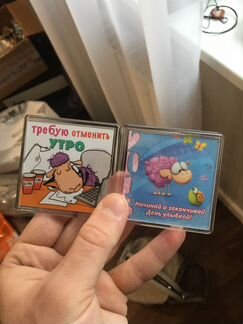 требую отменить
УТРО
Начинай и заканчивай
День улыбкой!